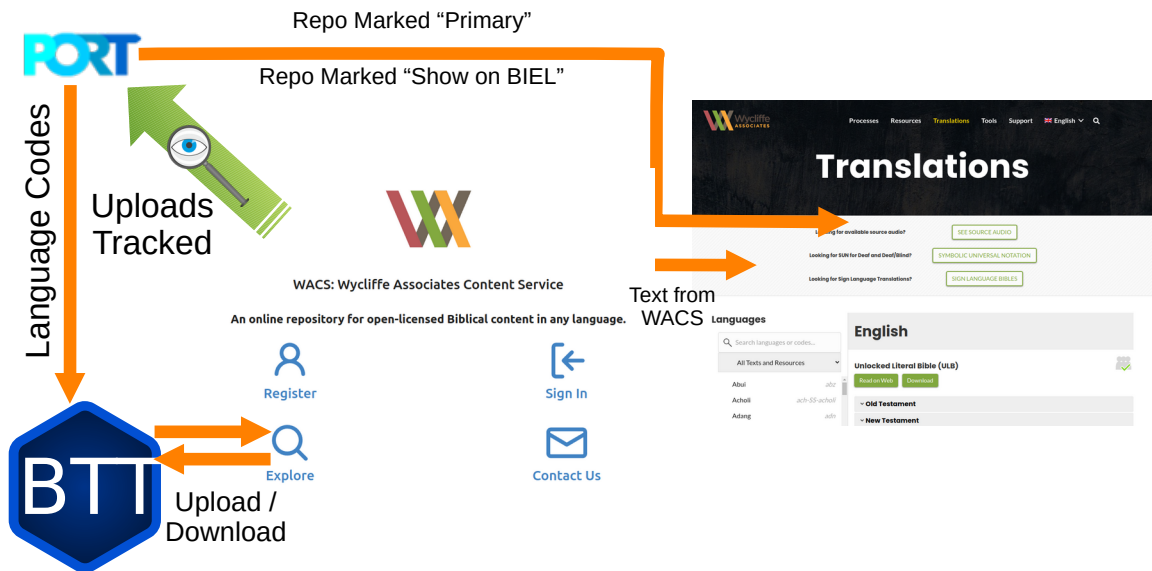 PORT
Repo Marked “Primary”
Repo Marked “Show on BIEL”
Language Codes
Uploads
Tracked
WACS: Wycliffe Associates Content Service
An online repository for open-licensed Biblical content in any language.
Register
Sign In
Explore
Contact Us
BTT
Upload /
Download
Text from
WACS
Wycliffe
ASSOCIATES
Processes Resources Translations Tools Support English
Translations
Looking for available source audio? SEE SOURCE AUDIO
Looking for SUN for Deaf and Deaf/Blind? SYMBOLIC UNIVERSAL NOTATION
Looking for Sign Language Translations? SIGN LANGUAGE BIBLES
Languages
Search languages or codes...
All Texts and Resources
Abui abz
Acholi ach-SS-acholi
Adang adn
English
Unlocked Literal Bible (ULB)
Read on Web Download
Old Testament
New Testament